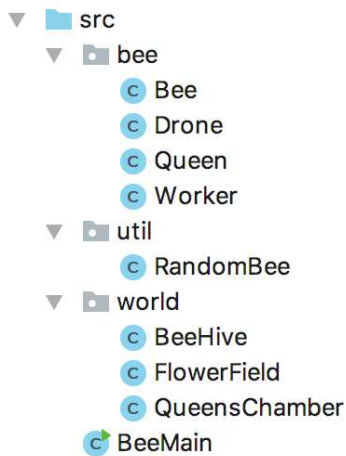 src
bee
C Bee
C Drone
C Queen
C Worker
util
C RandomBee
world
C BeeHive
C FlowerField
C QueensChamber
C BeeMain